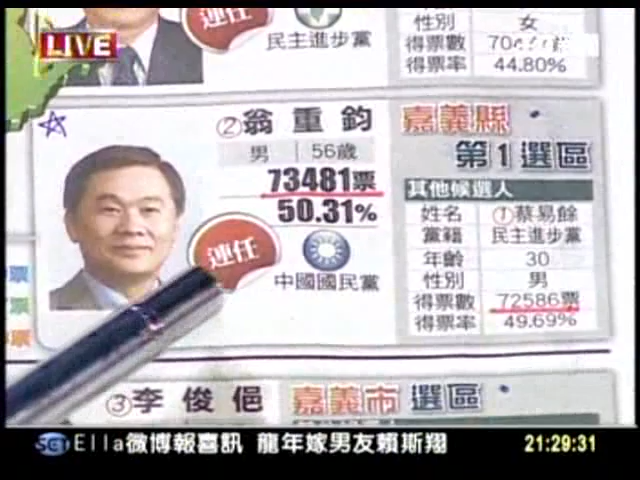 LIVE
連任
民主進步黨
性別 女
得票數
得票率 44.80%
②翁重鈞
男 56歲
73481票
50.31%
連任
中國國民黨
嘉義縣
第1選區
其他候選人
姓名 ①蔡易餘
黨籍 民主進步黨
年齡 30
性別 男
得票數 72586票
得票率 49.69%
票
票
票
③李俊俋
嘉義市 選區
SET Ella微博報喜訊 龍年嫁男友賴斯翔 21:29:31